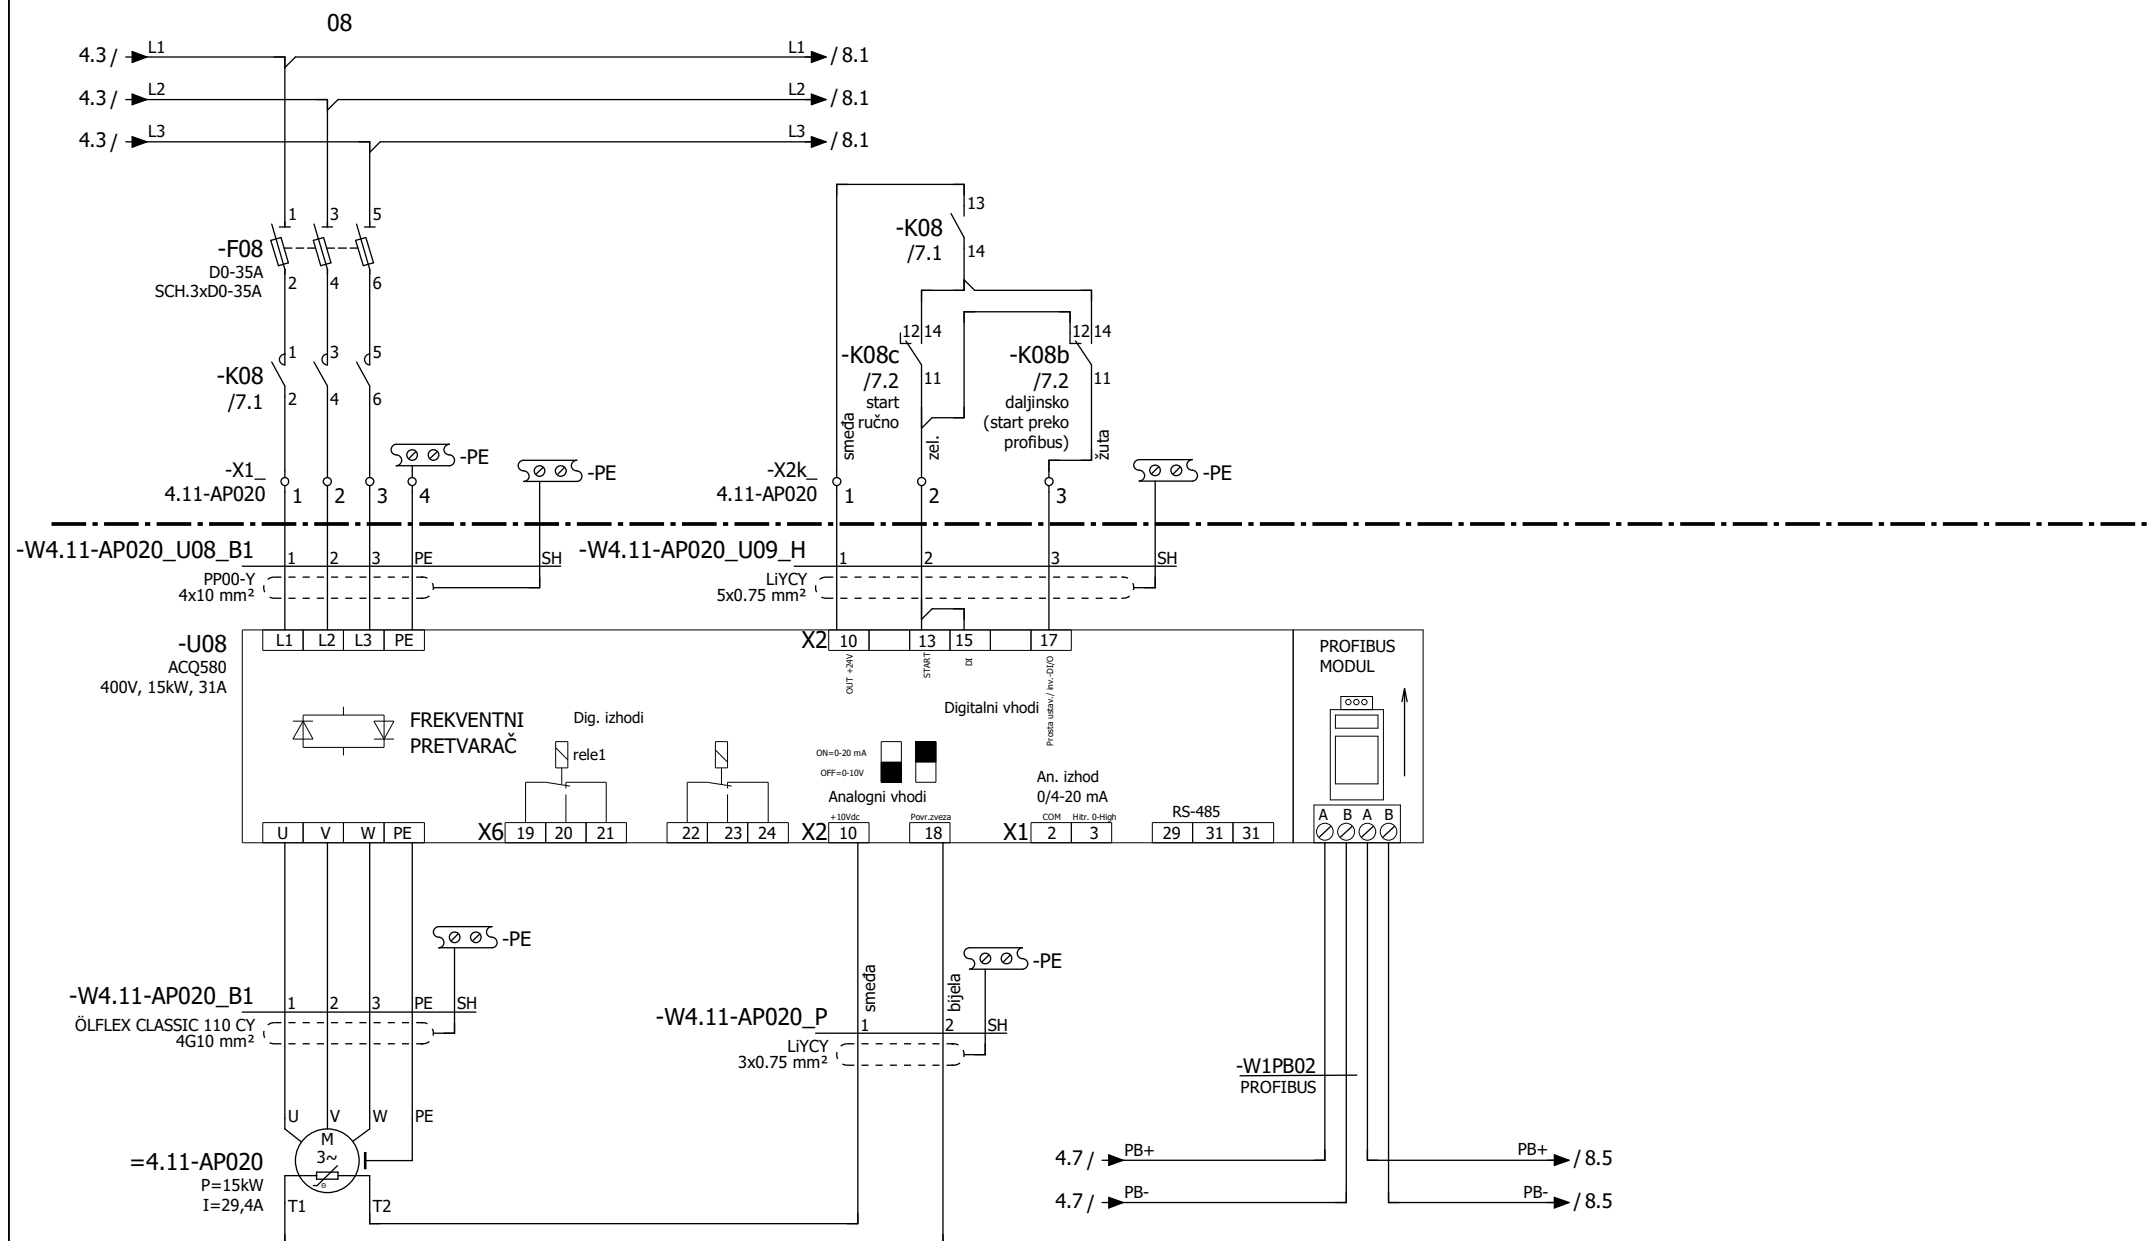 08
4.3 / L1 L1 / 8.1
4.3 / L2 L2 / 8.1
4.3 / L3 L3 / 8.1
1 3 5
-F08
D0-35A
SCH.3xD0-35A
2 4 6
13
-K08
/7.1
14
1 3 5
-K08
/7.1
2 4 6
12 14
-K08c
/7.2
11
start
ručno
12 14
-K08b
/7.2
11
daljinsko
(start preko
profibus)
smeđa
zel.
žuta
-PE
-PE
-PE
-X1_
4.11-AP020
1 2 3 4
-X2k_
4.11-AP020
1 2 3
-W4.11-AP020_U08_B1
1 2 3 PE SH
PP00-Y
4x10 mm²
-W4.11-AP020_U09_H
1 2 3 SH
LiYCY
5x0.75 mm²
-U08
ACQ580
400V, 15kW, 31A
L1 L2 L3 PE
X2 10 13 15 17
OUT +24V
START
DI
Prosta ustav./ inv.-DI/O
Digitalni vhodi
PROFIBUS
MODUL
FREKVENTNI
PRETVARAČ
Dig. izhodi
rele1
ON=0-20 mA
OFF=0-10V
Analogni vhodi
+10Vdc Povr.zveza
An. izhod
0/4-20 mA
COM Hitr. 0-High
RS-485
A B A B
U V W PE
X6 19 20 21
22 23 24
X2 10 18
X1 2 3
29 31 31
-PE
-PE
-W4.11-AP020_B1
1 2 3 PE SH
ÖLFLEX CLASSIC 110 CY
4G10 mm²
smeđa
bijela
-W4.11-AP020_P
1 2 SH
LiYCY
3x0.75 mm²
-W1PB02
PROFIBUS
U V W PE
M
3~
=4.11-AP020
P=15kW
I=29,4A
T1 T2
4.7 / PB+ PB+ / 8.5
4.7 / PB- PB- / 8.5